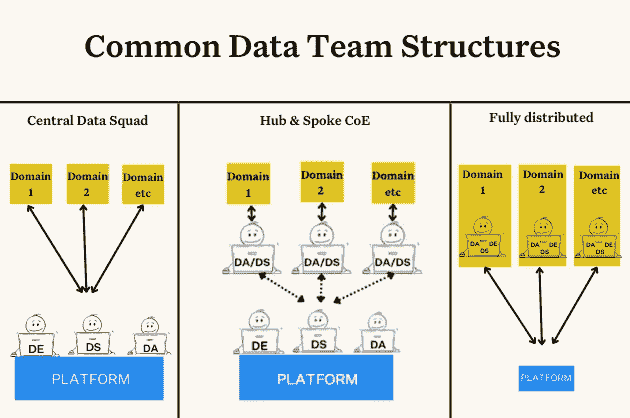 Common Data Team Structures
Central Data Squad
Domain
1
Domain
2
Domain
etc
DE
DS
DA
PLATFORM
Hub & Spoke CoE
Domain
1
Domain
2
Domain
etc
DA/DS
DA/DS
DA/DS
DE
DS
DA
PLATFORM
Fully distributed
Domain
1
Domain
2
Domain
etc
DA DE
DS
DA DE
DS
DA DE
DS
PLATFORM